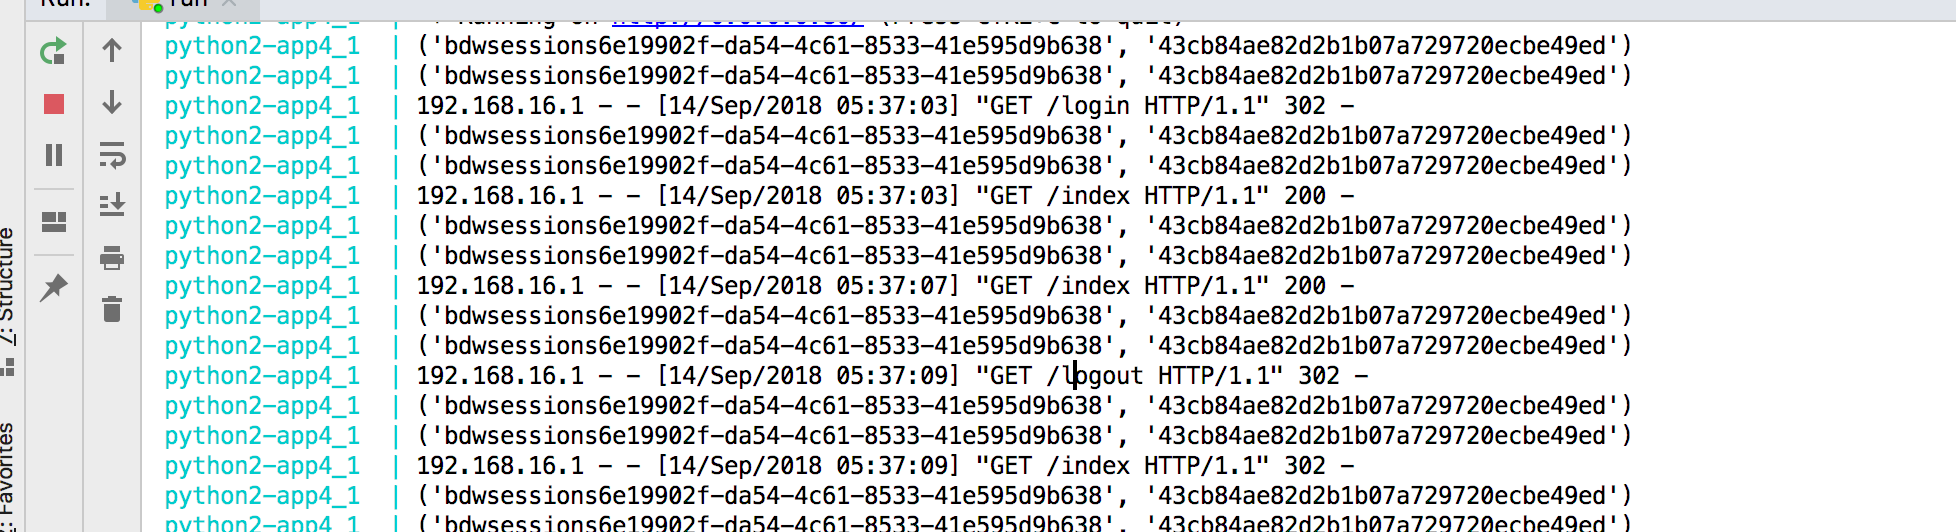 Run: run
Running on http://0.0.0.0:80/ (Press CTRL+C to quit)
python2-app4_1 | ('bdwsessions6e19902f-da54-4c61-8533-41e595d9b638', '43cb84ae82d2b1b07a729720ecbe49ed')
python2-app4_1 | ('bdwsessions6e19902f-da54-4c61-8533-41e595d9b638', '43cb84ae82d2b1b07a729720ecbe49ed')
python2-app4_1 | 192.168.16.1 - - [14/Sep/2018 05:37:03] "GET /login HTTP/1.1" 302 -
python2-app4_1 | ('bdwsessions6e19902f-da54-4c61-8533-41e595d9b638', '43cb84ae82d2b1b07a729720ecbe49ed')
python2-app4_1 | ('bdwsessions6e19902f-da54-4c61-8533-41e595d9b638', '43cb84ae82d2b1b07a729720ecbe49ed')
python2-app4_1 | 192.168.16.1 - - [14/Sep/2018 05:37:03] "GET /index HTTP/1.1" 200 -
python2-app4_1 | ('bdwsessions6e19902f-da54-4c61-8533-41e595d9b638', '43cb84ae82d2b1b07a729720ecbe49ed')
python2-app4_1 | ('bdwsessions6e19902f-da54-4c61-8533-41e595d9b638', '43cb84ae82d2b1b07a729720ecbe49ed')
python2-app4_1 | 192.168.16.1 - - [14/Sep/2018 05:37:07] "GET /index HTTP/1.1" 200 -
python2-app4_1 | ('bdwsessions6e19902f-da54-4c61-8533-41e595d9b638', '43cb84ae82d2b1b07a729720ecbe49ed')
python2-app4_1 | ('bdwsessions6e19902f-da54-4c61-8533-41e595d9b638', '43cb84ae82d2b1b07a729720ecbe49ed')
python2-app4_1 | 192.168.16.1 - - [14/Sep/2018 05:37:09] "GET /logout HTTP/1.1" 302 -
python2-app4_1 | ('bdwsessions6e19902f-da54-4c61-8533-41e595d9b638', '43cb84ae82d2b1b07a729720ecbe49ed')
python2-app4_1 | ('bdwsessions6e19902f-da54-4c61-8533-41e595d9b638', '43cb84ae82d2b1b07a729720ecbe49ed')
python2-app4_1 | 192.168.16.1 - - [14/Sep/2018 05:37:09] "GET /index HTTP/1.1" 302 -
python2-app4_1 | ('bdwsessions6e19902f-da54-4c61-8533-41e595d9b638', '43cb84ae82d2b1b07a729720ecbe49ed')
python2-app4_1 | ('bdwsessions6e19902f-da54-4c61-8533-41e595d9b638', '43cb84ae82d2b1b07a729720ecbe49ed')
7: Structure
Favorites